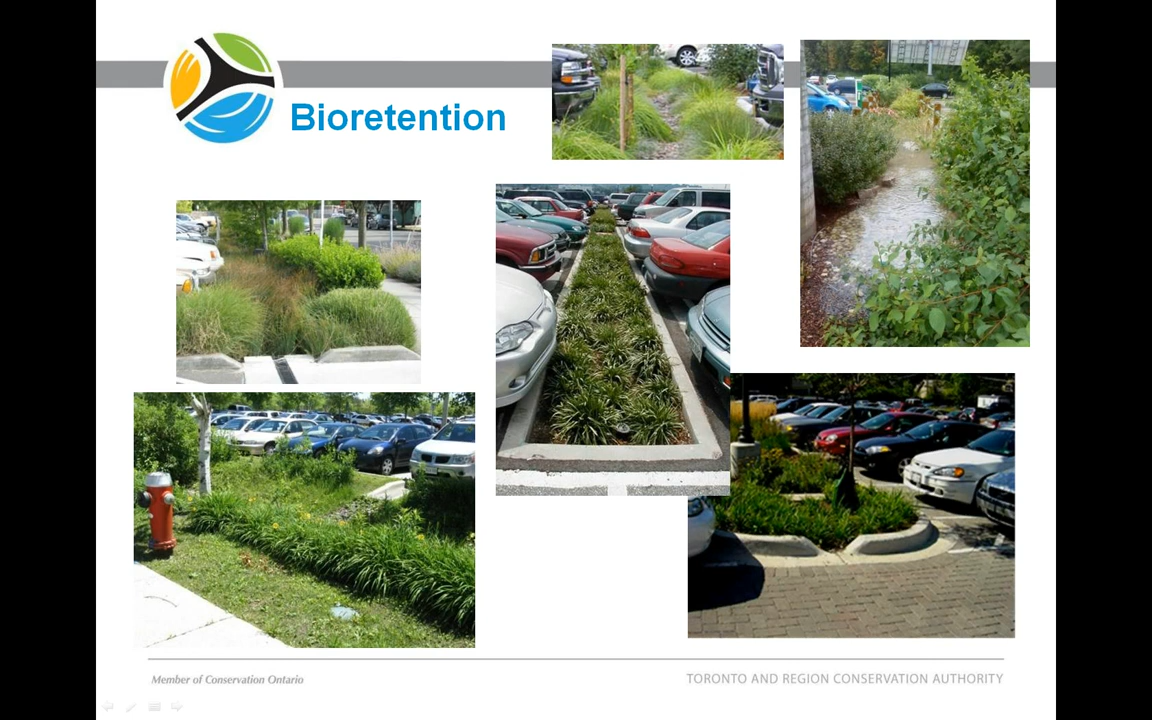 Bioretention
Member of Conservation Ontario
TORONTO AND REGION CONSERVATION AUTHORITY